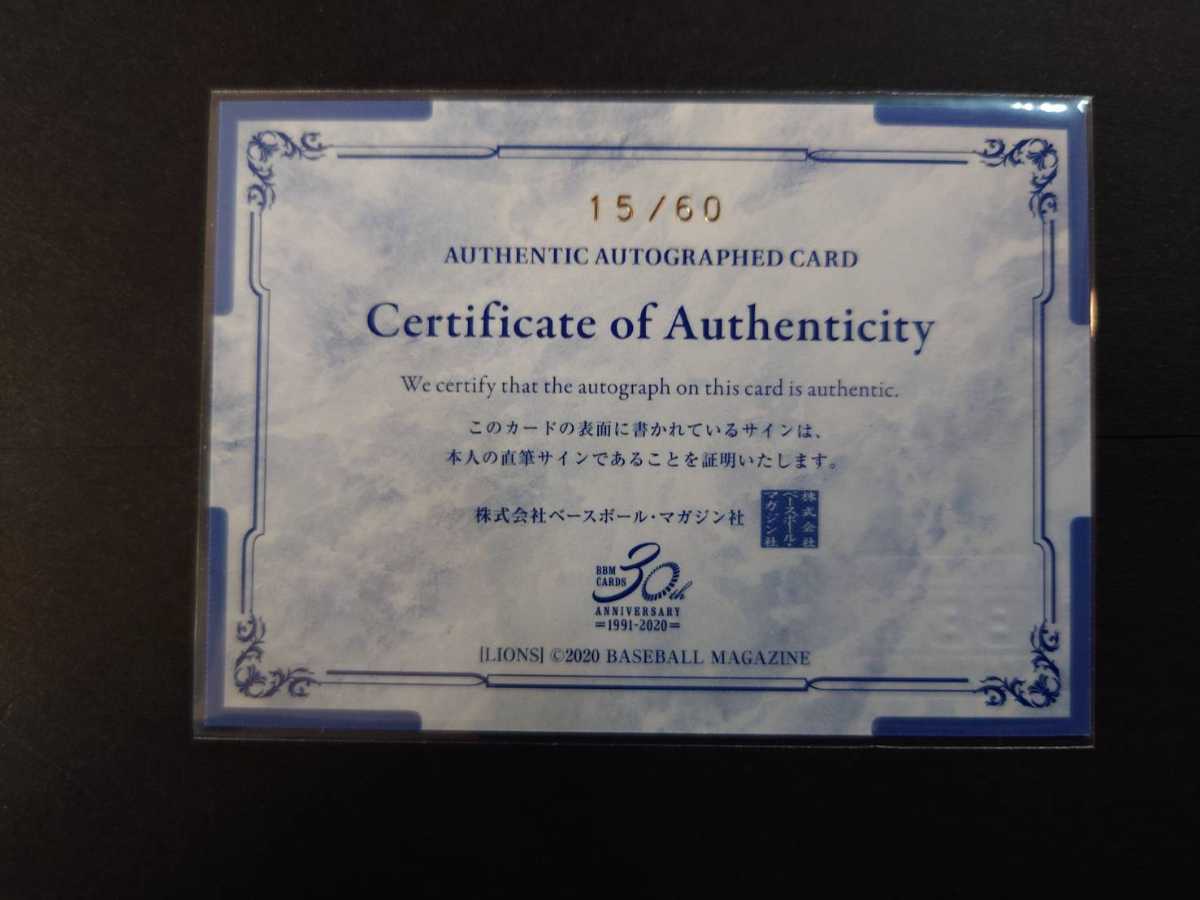 15/60
AUTHENTIC AUTOGRAPHED CARD
Certificate of Authenticity
We certify that the autograph on this card is authentic.
このカードの表面に書かれているサインは、
本人の直筆サインであることを証明いたします。
株式会社ベースボール・マガジン社
株式会社
ベースボール・
マガジン社
BBM
CARDS
30th
ANNIVERSARY
=1991-2020=
[LIONS] ©2020 BASEBALL MAGAZINE